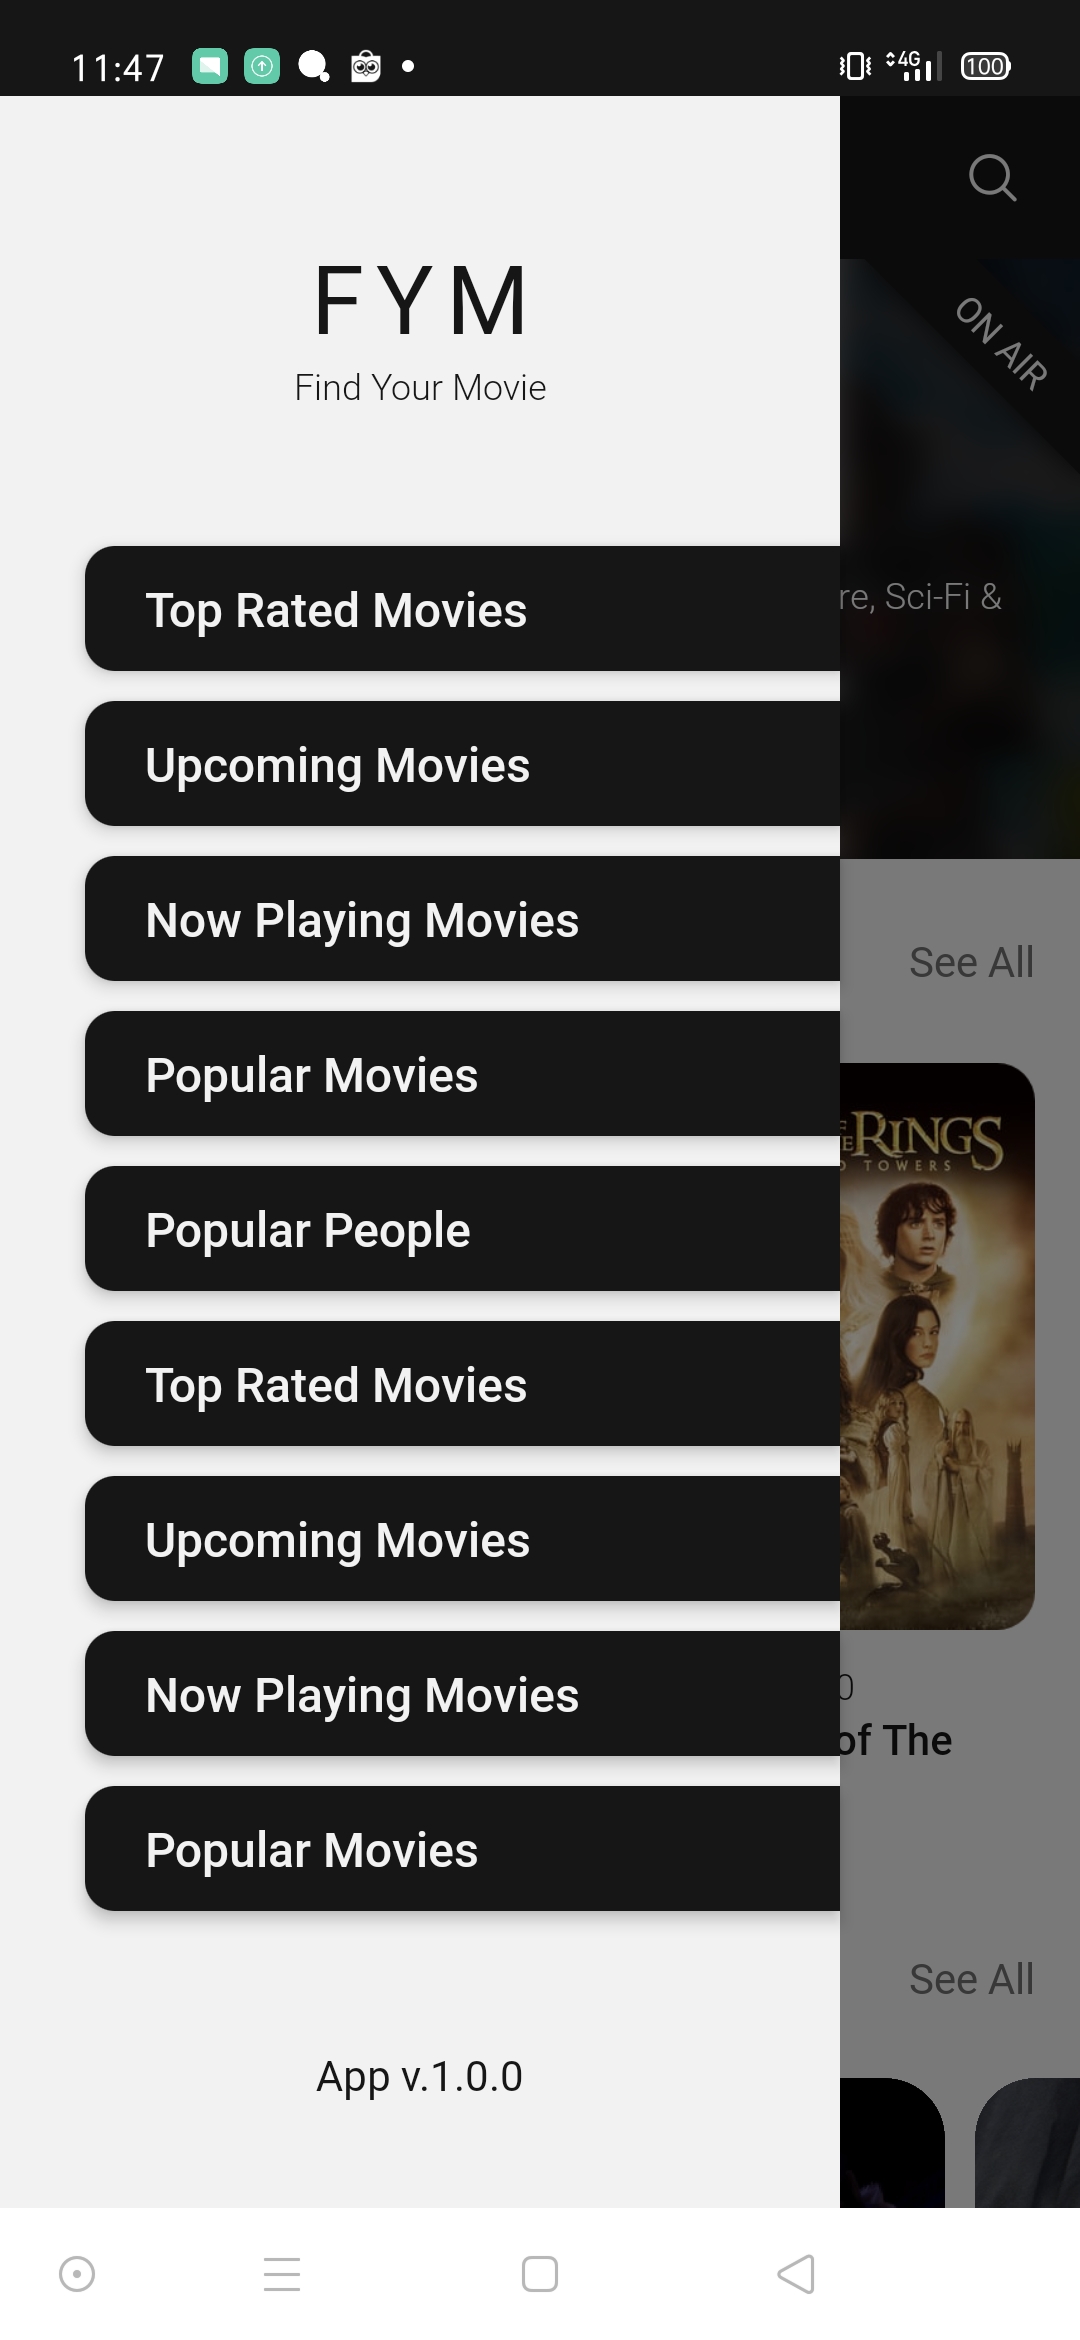 11:47
4G
100
FYM
Find Your Movie
ON AIR
Top Rated Movies
re, Sci-Fi &
Upcoming Movies
Now Playing Movies
See All
Popular Movies
RINGS
TOWERS
Popular People
Top Rated Movies
Upcoming Movies
Now Playing Movies
0
of The
Popular Movies
See All
App v.1.0.0